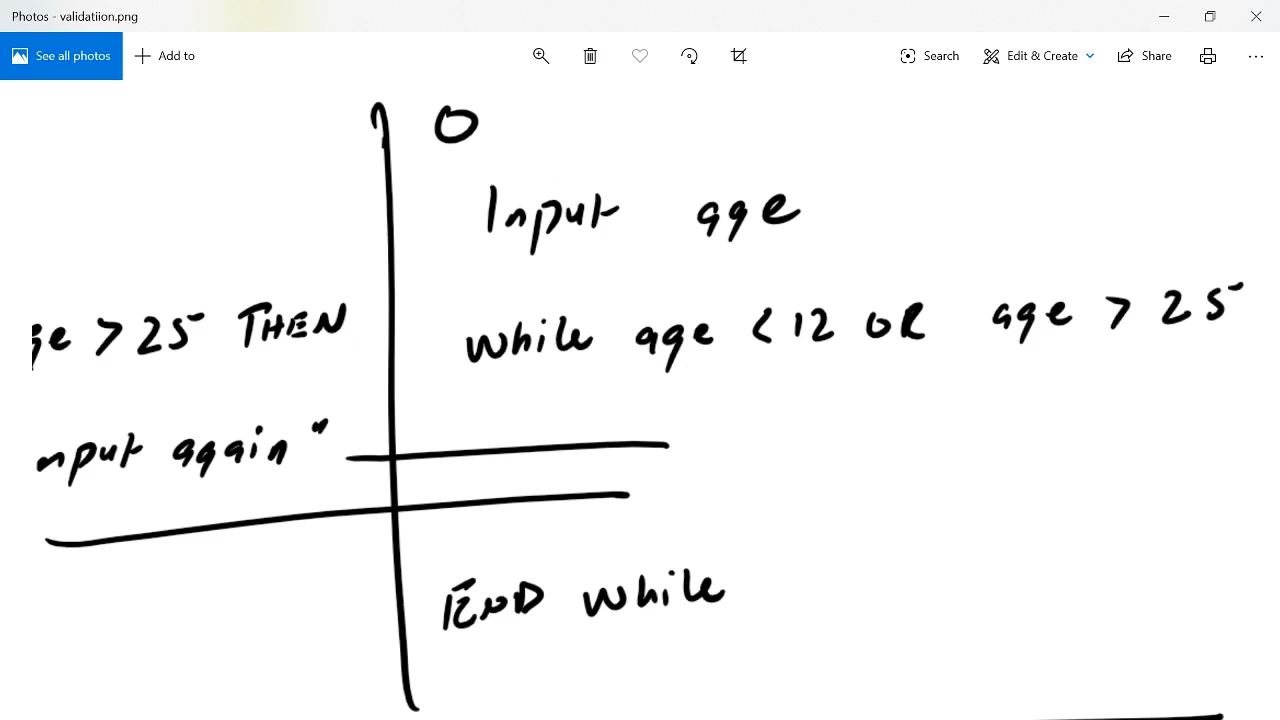 Photos - validatiion.png
See all photos
Add to
Search
Edit & Create
Share
O
Input age
while age < 12 OR age > 25
ge > 25 THEN
nput again"
END while